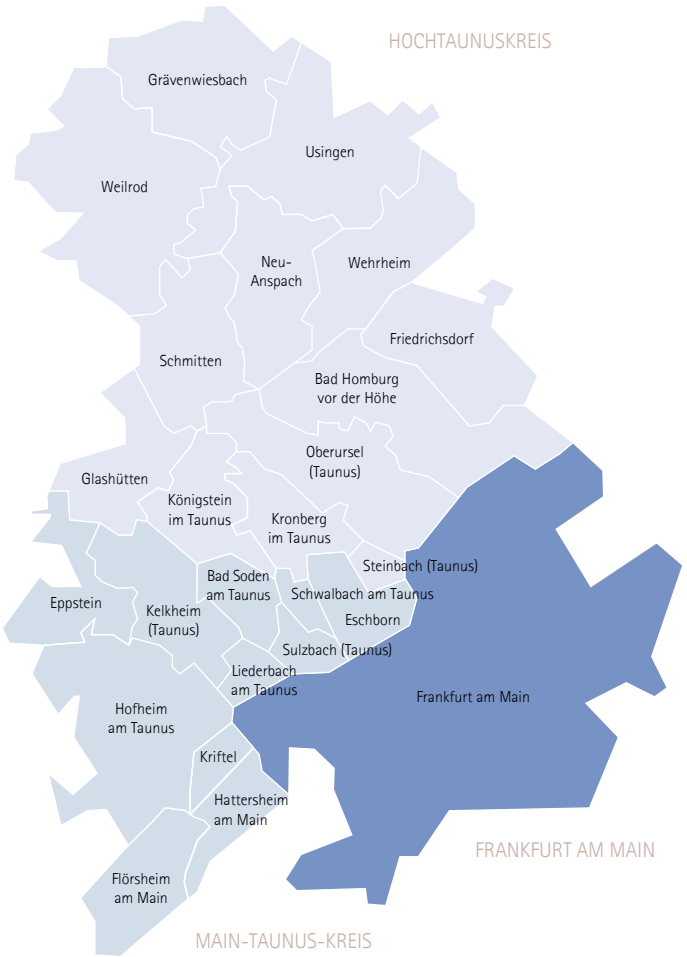 HOCHTAUNUSKREIS
Grävenwiesbach
Usingen
Weilrod
Neu-
Anspach
Wehrheim
Friedrichsdorf
Schmitten
Bad Homburg
vor der Höhe
Oberursel
(Taunus)
Glashütten
Königstein
im Taunus
Kronberg
im Taunus
Steinbach (Taunus)
Bad Soden
am Taunus
Schwalbach am Taunus
Eppstein
Kelkheim
(Taunus)
Eschborn
Sulzbach (Taunus)
Liederbach
am Taunus
Frankfurt am Main
Hofheim
am Taunus
Kriftel
Hattersheim
am Main
FRANKFURT AM MAIN
Flörsheim
am Main
MAIN-TAUNUS-KREIS